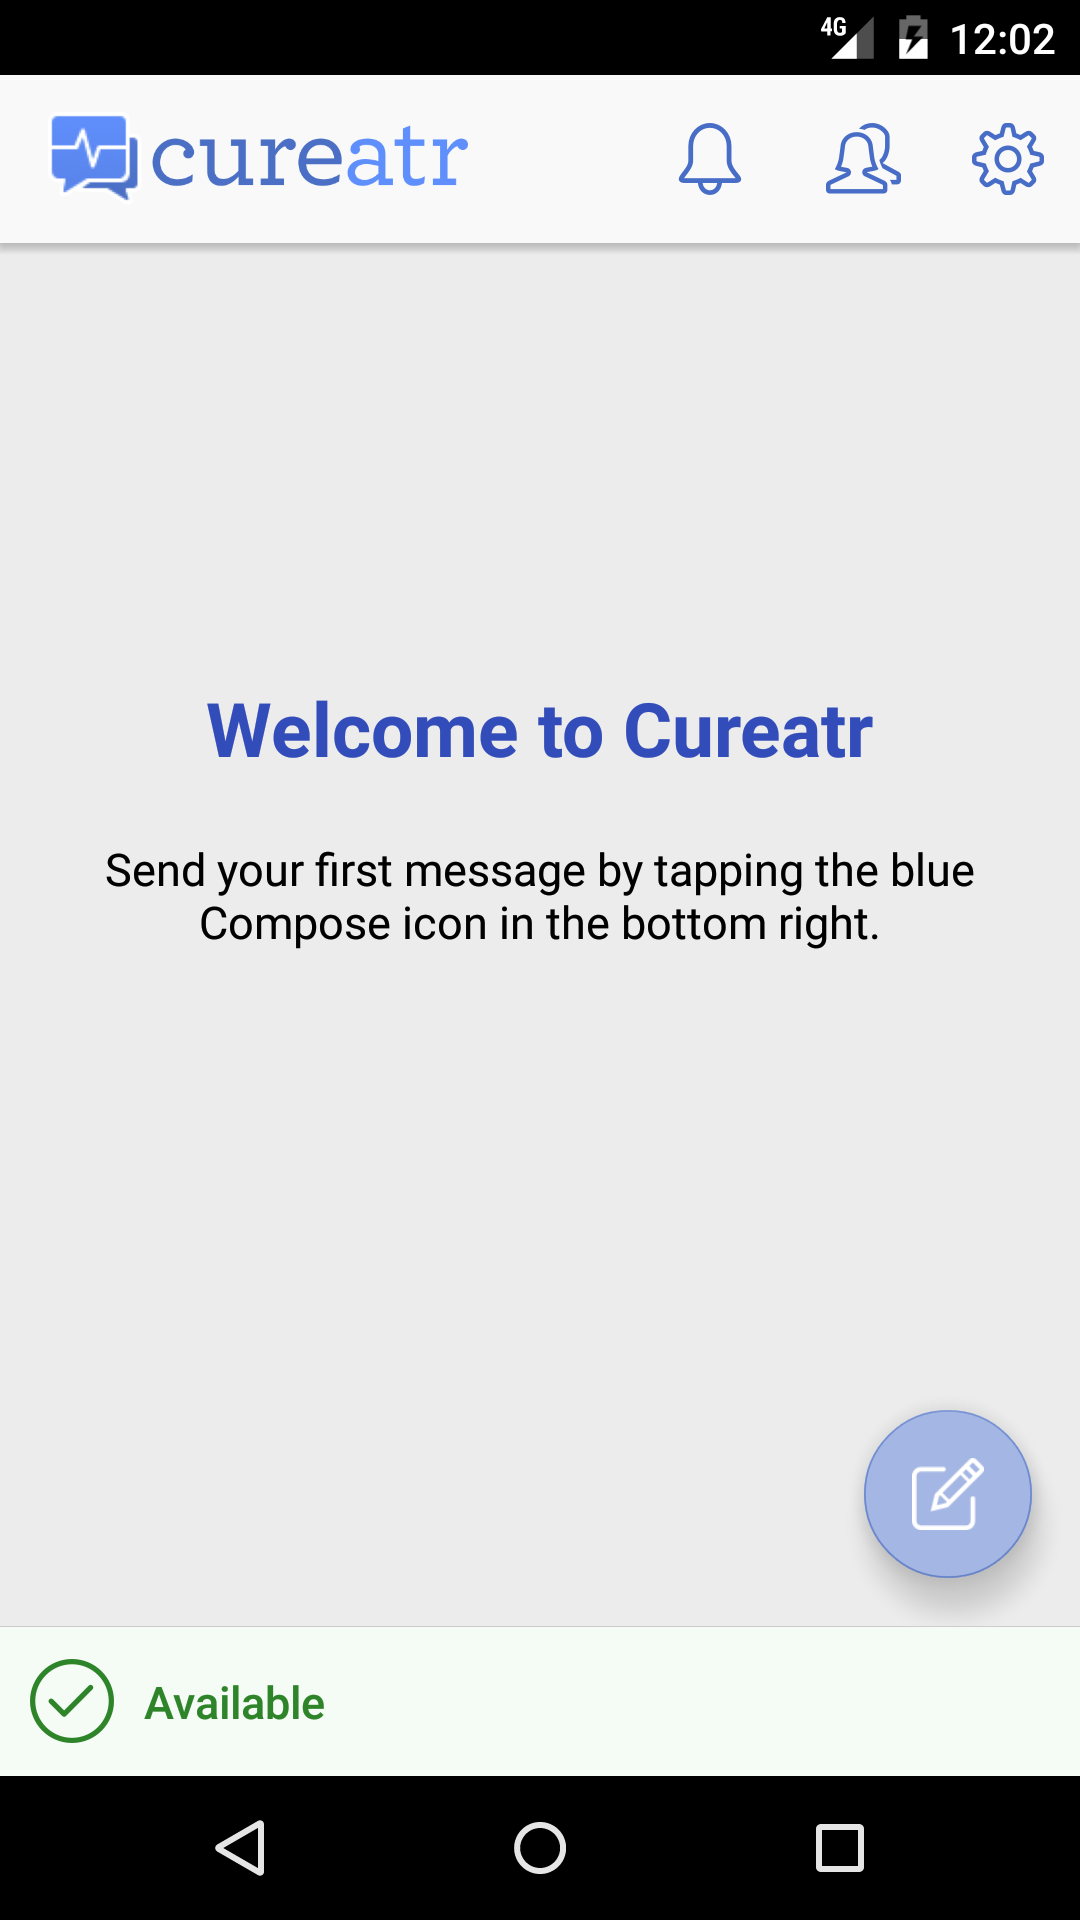 4G 12:02
cureatr
Welcome to Cureatr
Send your first message by tapping the blue
Compose icon in the bottom right.
Available